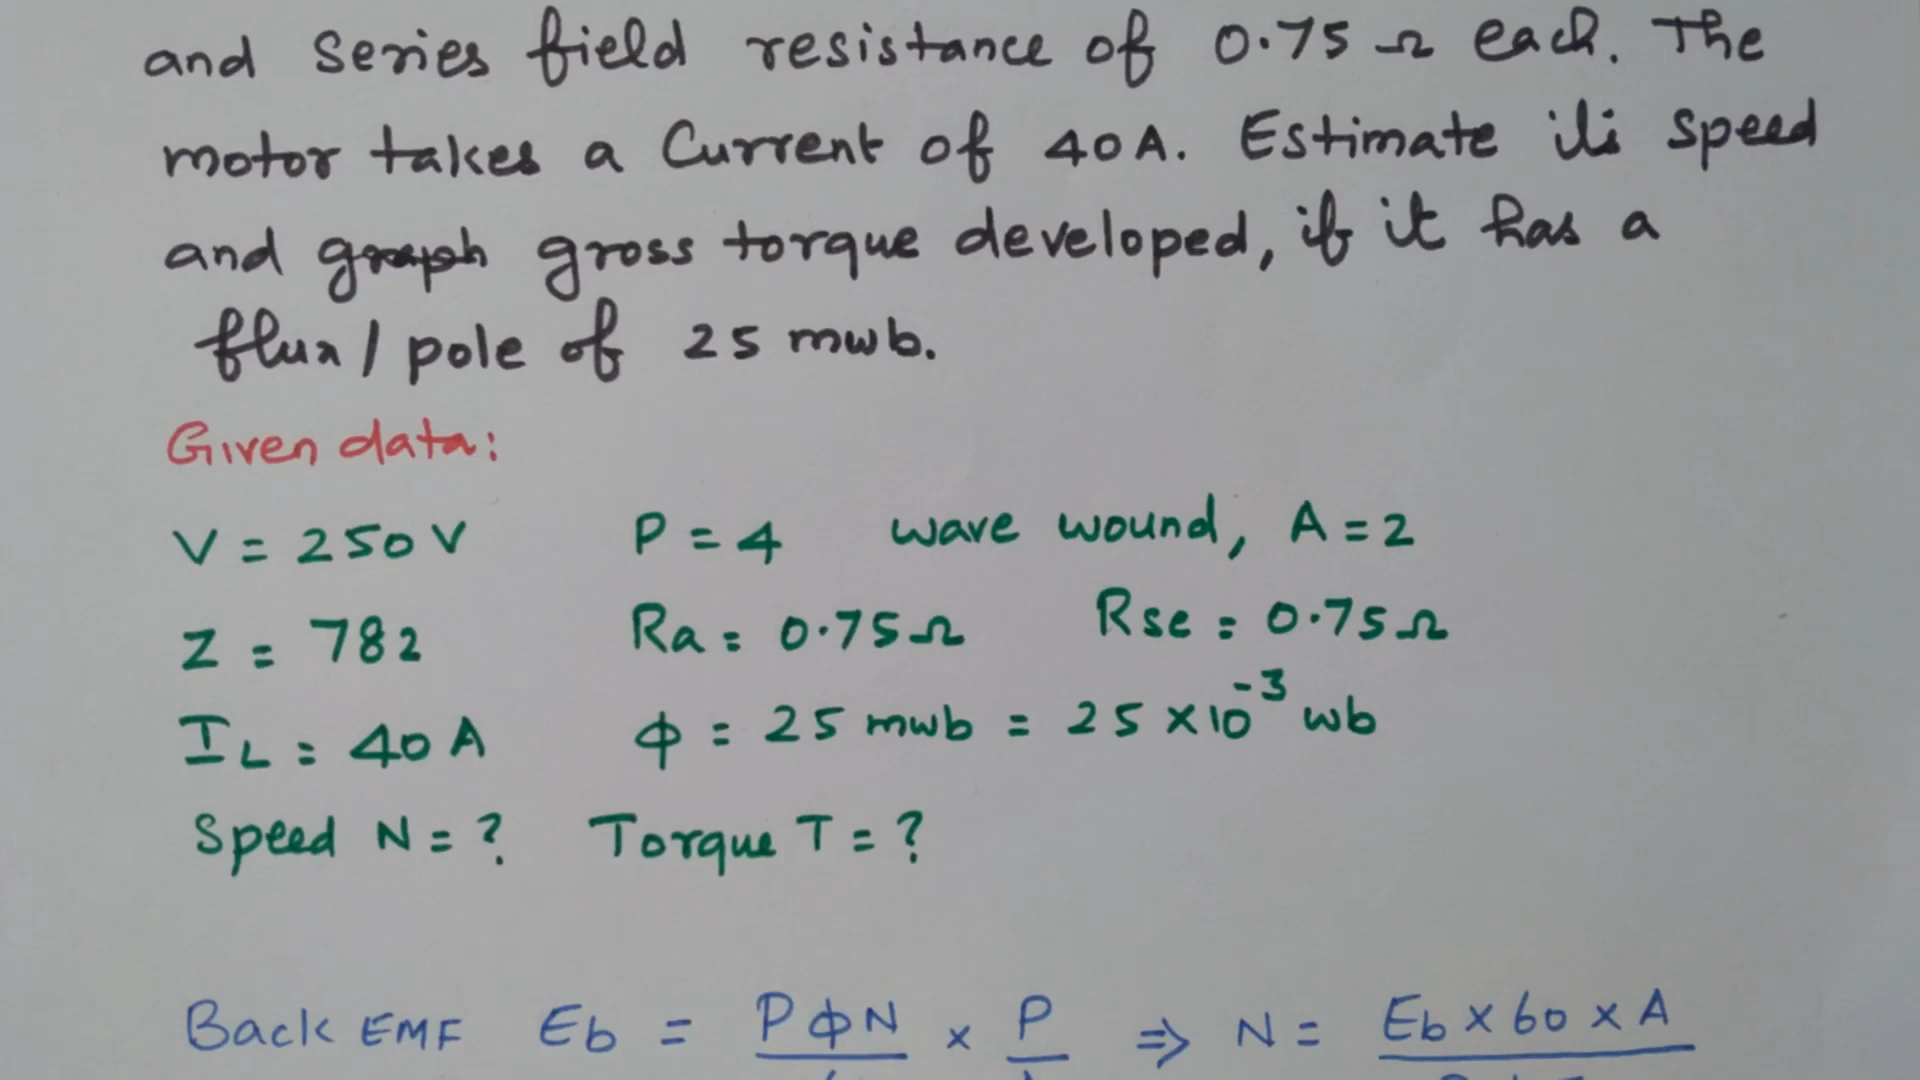 and series field resistance of 0.75 Ω each. The
motor takes a Current of 40A. Estimate its speed
and graph gross torque developed, if it has a
flux / pole of 25 mwb.
Given data:
V = 250 V P = 4 wave wound, A = 2
Z = 782 Ra = 0.75 Ω Rse = 0.75 Ω
IL = 40 A ϕ = 25 mwb = 25 × 10⁻³ wb
Speed N = ? Torque T = ?
Back EMF Eb = PϕN × P ⇒ N = Eb × 60 × A